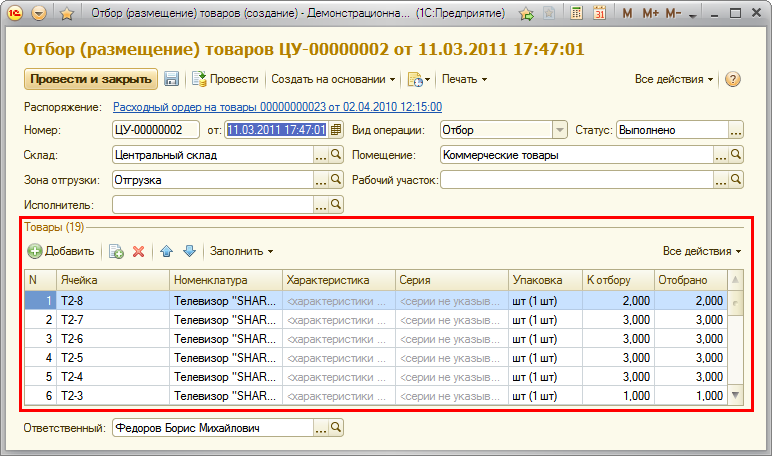 Отбор (размещение) товаров (создание) - Демонстрационна... (1С:Предприятие) M M+ M-
Отбор (размещение) товаров ЦУ-00000002 от 11.03.2011 17:47:01
Провести и закрыть Провести Создать на основании Печать Все действия ?
Распоряжение: Расходный ордер на товары 00000000023 от 02.04.2010 12:15:00
Номер: ЦУ-00000002 от: 11.03.2011 17:47:01 Вид операции: Отбор Статус: Выполнено ...
Склад: Центральный склад ... Помещение: Коммерческие товары ...
Зона отгрузки: Отгрузка ... Рабочий участок: ...
Исполнитель: ...
Товары (19)
Добавить Заполнить Все действия
N Ячейка Номенклатура Характеристика Серия Упаковка К отбору Отобрано
1 Т2-8 Телевизор "SHAR... <характеристики ... <серии не указыв... шт (1 шт) 2,000 2,000
2 Т2-7 Телевизор "SHAR... <характеристики ... <серии не указыв... шт (1 шт) 3,000 3,000
3 Т2-6 Телевизор "SHAR... <характеристики ... <серии не указыв... шт (1 шт) 3,000 3,000
4 Т2-5 Телевизор "SHAR... <характеристики ... <серии не указыв... шт (1 шт) 3,000 3,000
5 Т2-4 Телевизор "SHAR... <характеристики ... <серии не указыв... шт (1 шт) 3,000 3,000
6 Т2-3 Телевизор "SHAR... <характеристики ... <серии не указыв... шт (1 шт) 1,000 1,000
Ответственный: Федоров Борис Михайлович ...